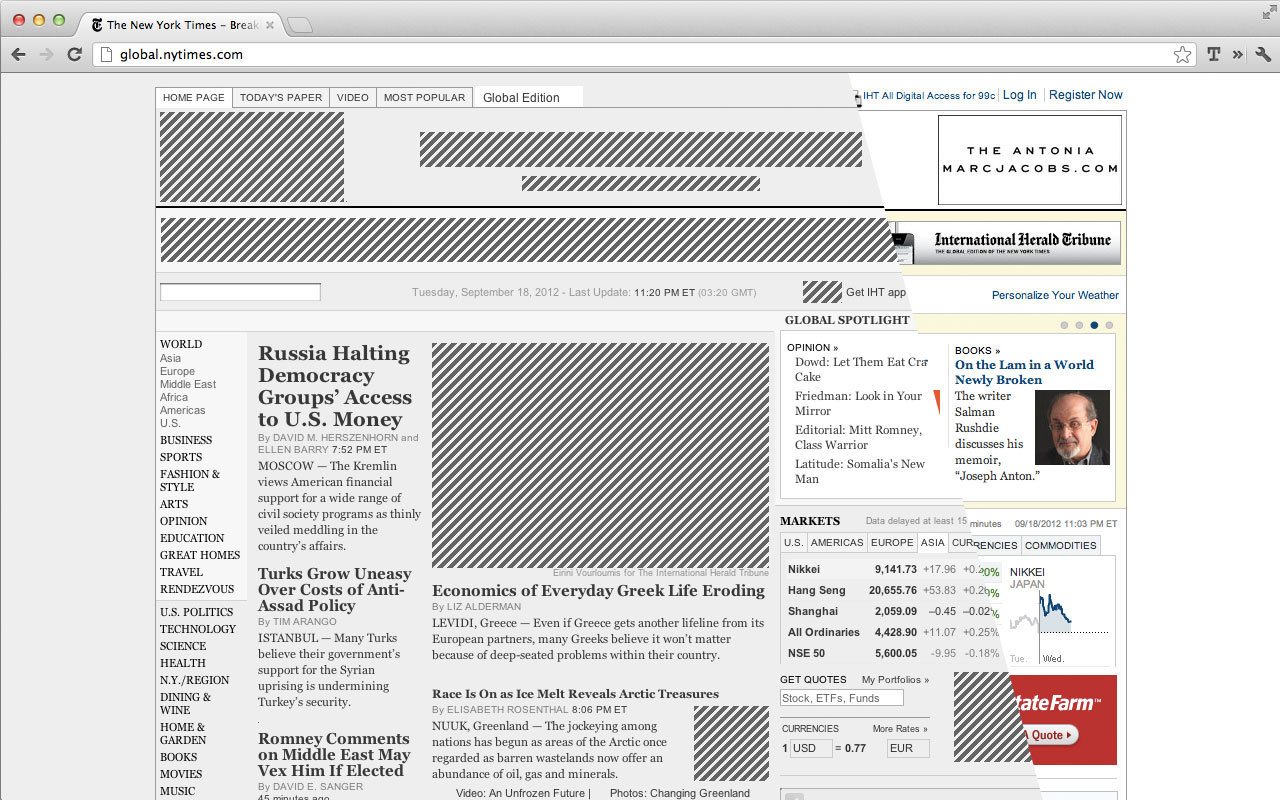 The New York Times – Break
global.nytimes.com
HOME PAGE TODAY'S PAPER VIDEO MOST POPULAR Global Edition
IHT All Digital Access for 99c Log In Register Now
THE ANTONIA
MARCJACOBS.COM
International Herald Tribune
THE GLOBAL EDITION OF THE NEW YORK TIMES
Tuesday, September 18, 2012 - Last Update: 11:20 PM ET (03:20 GMT)
Get IHT app
Personalize Your Weather
WORLD
Asia
Europe
Middle East
Africa
Americas
U.S.
BUSINESS
SPORTS
FASHION &
STYLE
ARTS
OPINION
EDUCATION
GREAT HOMES
TRAVEL
RENDEZVOUS
U.S. POLITICS
TECHNOLOGY
SCIENCE
HEALTH
N.Y./REGION
DINING &
WINE
HOME &
GARDEN
BOOKS
MOVIES
MUSIC
Russia Halting
Democracy
Groups' Access
to U.S. Money
By DAVID M. HERSZENHORN and
ELLEN BARRY 7:52 PM ET
MOSCOW — The Kremlin
views American financial
support for a wide range of
civil society programs as thinly
veiled meddling in the
country's affairs.
Turks Grow Uneasy
Over Costs of Anti-
Assad Policy
By TIM ARANGO
ISTANBUL — Many Turks
believe their government's
support for the Syrian
uprising is undermining
Turkey's security.
Romney Comments
on Middle East May
Vex Him if Elected
By DAVID E. SANGER
45 minutes ago
Eirini Vourloumis for The International Herald Tribune
Economics of Everyday Greek Life Eroding
By LIZ ALDERMAN
LEVIDI, Greece — Even if Greece gets another lifeline from its
European partners, many Greeks believe it won't matter
because of deep-seated problems within their country.
Race Is On as Ice Melt Reveals Arctic Treasures
By ELISABETH ROSENTHAL 8:06 PM ET
NUUK, Greenland — The jockeying among
nations has begun as areas of the Arctic once
regarded as barren wastelands now offer an
abundance of oil, gas and minerals.
Video: An Unfrozen Future | Photos: Changing Greenland
GLOBAL SPOTLIGHT
OPINION »
Dowd: Let Them Eat Cra
Cake
Friedman: Look in Your
Mirror
Editorial: Mitt Romney,
Class Warrior
Latitude: Somalia's New
Man
BOOKS »
On the Lam in a World
Newly Broken
The writer
Salman
Rushdie
discusses his
memoir,
“Joseph Anton.”
MARKETS Data delayed at least 15 minutes 09/18/2012 11:03 PM ET
U.S. AMERICAS EUROPE ASIA CURRENCIES COMMODITIES
Nikkei 9,141.73 +17.96 +0.20%
Hang Seng 20,655.76 +53.83 +0.26%
Shanghai 2,059.09 –0.45 –0.02%
All Ordinaries 4,428.90 +11.07 +0.25%
NSE 50 5,600.05 -9.95 -0.18%
NIKKEI
JAPAN
Tue. Wed.
GET QUOTES My Portfolios »
Stock, ETFs, Funds
CURRENCIES More Rates »
1 USD = 0.77 EUR
tateFarm™
A Quote